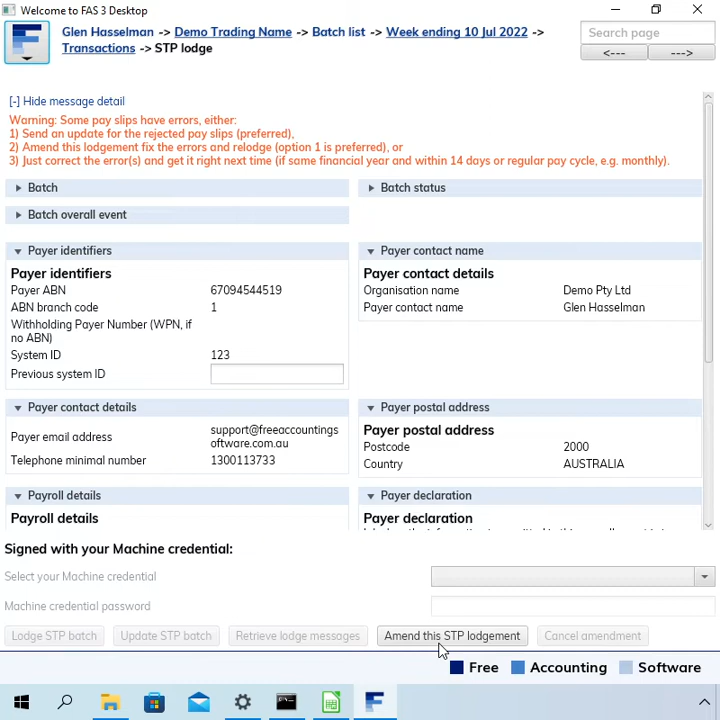 Welcome to FAS 3 Desktop
Glen Hasselman -> Demo Trading Name -> Batch list -> Week ending 10 Jul 2022 ->
Transactions -> STP lodge
Search page
<--- --->
[-] Hide message detail
Warning: Some pay slips have errors, either:
1) Send an update for the rejected pay slips (preferred),
2) Amend this lodgement fix the errors and relodge (option 1 is preferred), or
3) Just correct the error(s) and get it right next time (if same financial year and within 14 days or regular pay cycle, e.g. monthly).
Batch
Batch status
Batch overall event
Payer identifiers
Payer identifiers
Payer ABN 67094544519
ABN branch code 1
Withholding Payer Number (WPN, if
no ABN)
System ID 123
Previous system ID
Payer contact name
Payer contact details
Organisation name Demo Pty Ltd
Payer contact name Glen Hasselman
Payer contact details
Payer email address support@freeaccountings
oftware.com.au
Telephone minimal number 1300113733
Payer postal address
Payer postal address
Postcode 2000
Country AUSTRALIA
Payroll details
Payroll details
Payer declaration
Payer declaration
Signed with your Machine credential:
Select your Machine credential
Machine credential password
Lodge STP batch Update STP batch Retrieve lodge messages Amend this STP lodgement Cancel amendment
Free Accounting Software